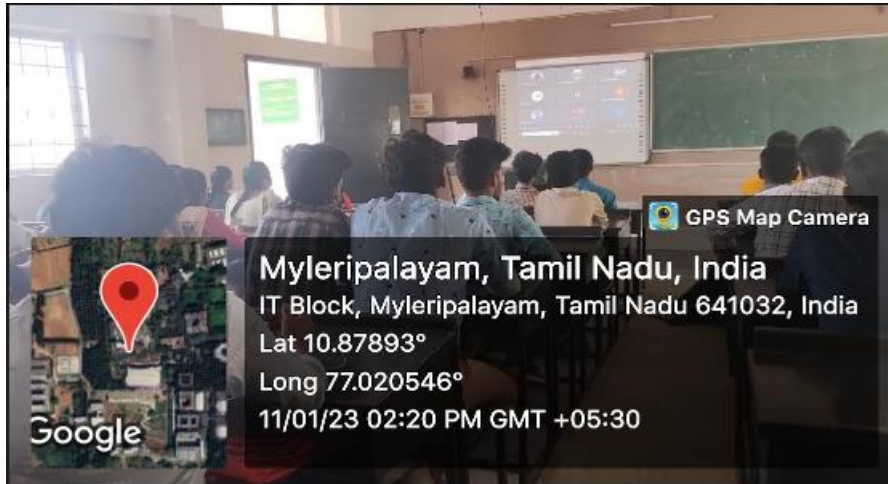 GPS Map Camera
Myleripalayam, Tamil Nadu, India
IT Block, Myleripalayam, Tamil Nadu 641032, India
Lat 10.87893°
Long 77.020546°
11/01/23 02:20 PM GMT +05:30
Google